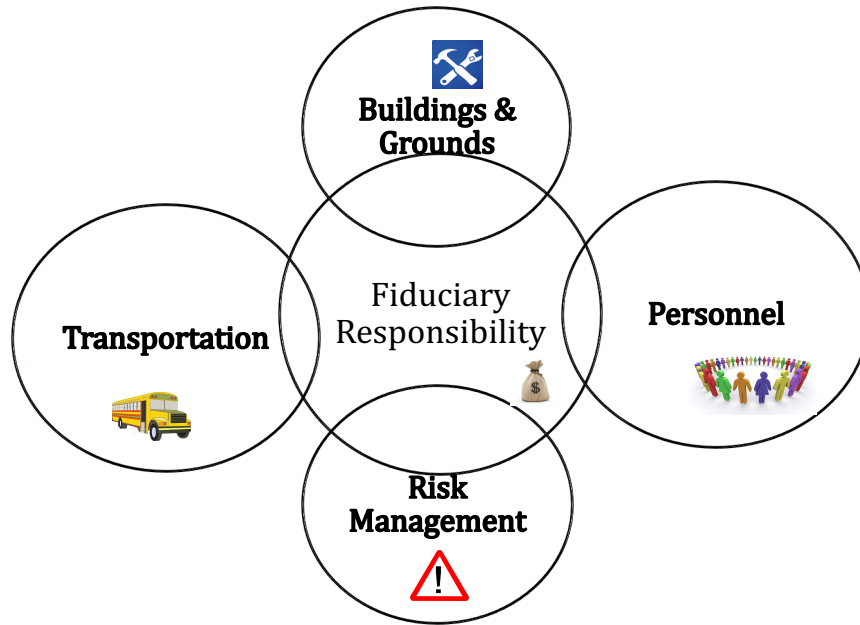 Buildings &
Grounds
Fiduciary
Responsibility
$
Transportation
Personnel
Risk
Management
!